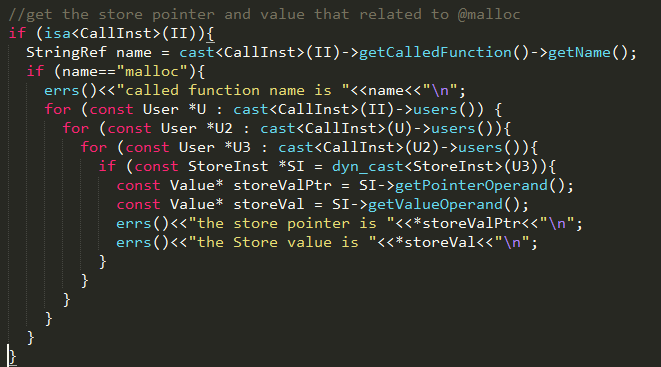 //get the store pointer and value that related to @malloc
if (isa<CallInst>(II)){
  StringRef name = cast<CallInst>(II)->getCalledFunction()->getName();
  if (name=="malloc"){
    errs()<<"called function name is "<<name<<"\n";
    for (const User *U : cast<CallInst>(II)->users()) {
      for (const User *U2 : cast<CallInst>(U)->users()){
        for (const User *U3 : cast<CallInst>(U2)->users()){
          if (const StoreInst *SI = dyn_cast<StoreInst>(U3)){
            const Value* storeValPtr = SI->getPointerOperand();
            const Value* storeVal = SI->getValueOperand();
            errs()<<"the store pointer is "<<*storeValPtr<<"\n";
            errs()<<"the Store value is "<<*storeVal<<"\n";
          }
        }
      }
    }
  }
}